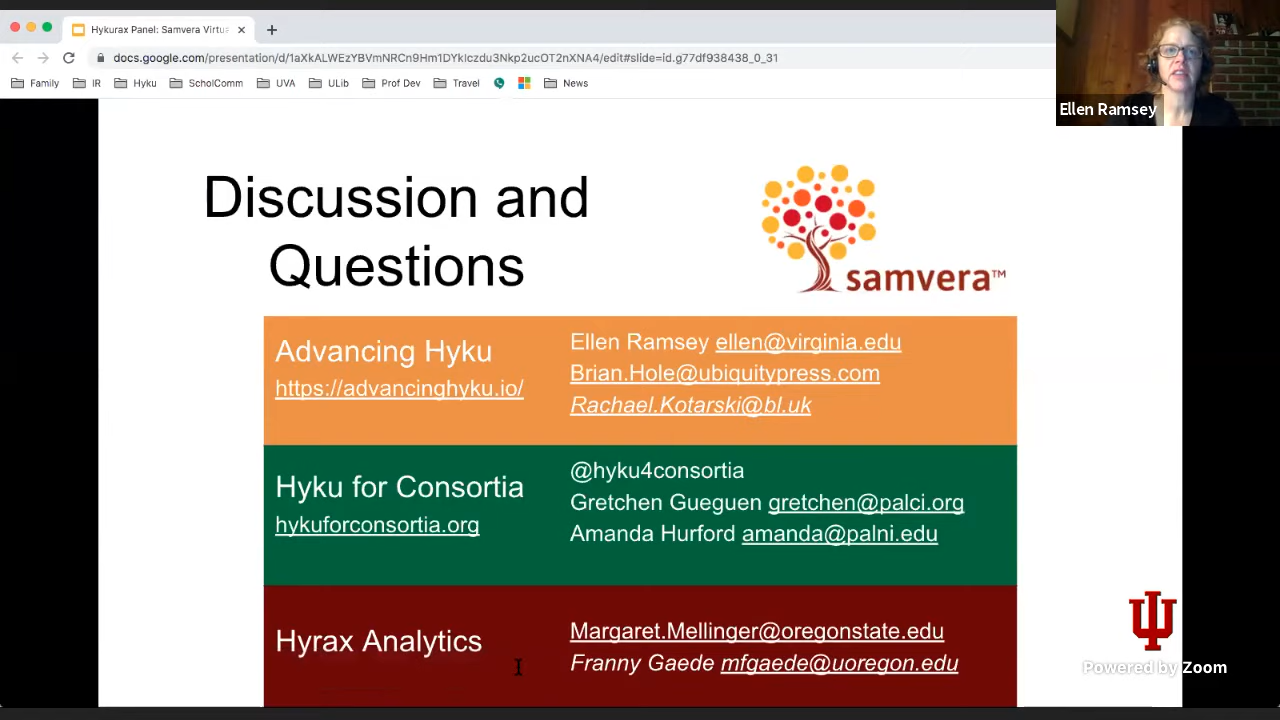 Hykurax Panel: Samvera Virtua
docs.google.com/presentation/d/1aXkALWEzYBVmNRCn9Hm1DYkIczdu3Nkp2ucOT2nXNA4/edit#slide=id.g77df938438_0_31
Family IR Hyku ScholComm UVA ULib Prof Dev Travel News
Ellen Ramsey
Discussion and
Questions
samvera™
Advancing Hyku
https://advancinghyku.io/
Ellen Ramsey ellen@virginia.edu
Brian.Hole@ubiquitypress.com
Rachael.Kotarski@bl.uk
Hyku for Consortia
hykuforconsortia.org
@hyku4consortia
Gretchen Gueguen gretchen@palci.org
Amanda Hurford amanda@palni.edu
Hyrax Analytics
Margaret.Mellinger@oregonstate.edu
Franny Gaede mfgaede@uoregon.edu
Powered by Zoom